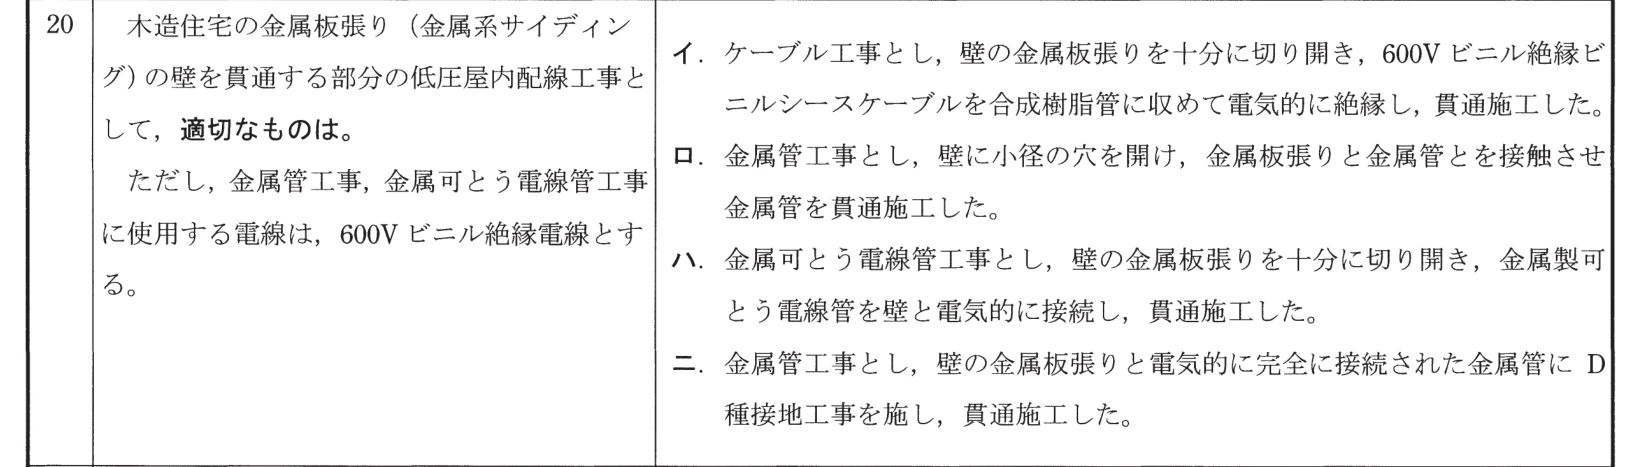 20
木造住宅の金属板張り（金属系サイディン
グ）の壁を貫通する部分の低圧屋内配線工事と
して，適切なものは。
ただし，金属管工事，金属可とう電線管工事
に使用する電線は，600V ビニル絶縁電線とす
る。
イ．ケーブル工事とし，壁の金属板張りを十分に切り開き，600V ビニル絶縁ビ
ニルシースケーブルを合成樹脂管に収めて電気的に絶縁し，貫通施工した。
ロ．金属管工事とし，壁に小径の穴を開け，金属板張りと金属管とを接触させ
金属管を貫通施工した。
ハ．金属可とう電線管工事とし，壁の金属板張りを十分に切り開き，金属製可
とう電線管を壁と電気的に接続し，貫通施工した。
ニ．金属管工事とし，壁の金属板張りと電気的に完全に接続された金属管に D
種接地工事を施し，貫通施工した。